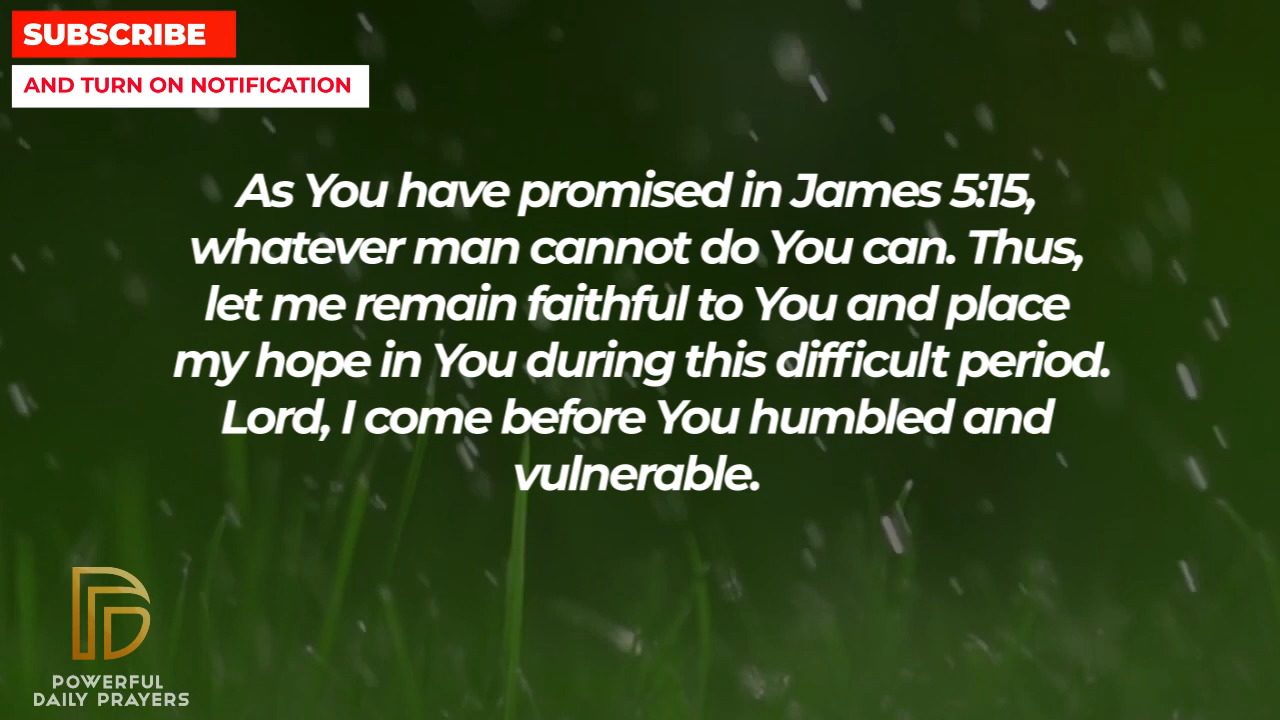 SUBSCRIBE
AND TURN ON NOTIFICATION
As You have promised in James 5:15,
whatever man cannot do You can. Thus,
let me remain faithful to You and place
my hope in You during this difficult period.
Lord, I come before You humbled and
vulnerable.
POWERFUL
DAILY PRAYERS